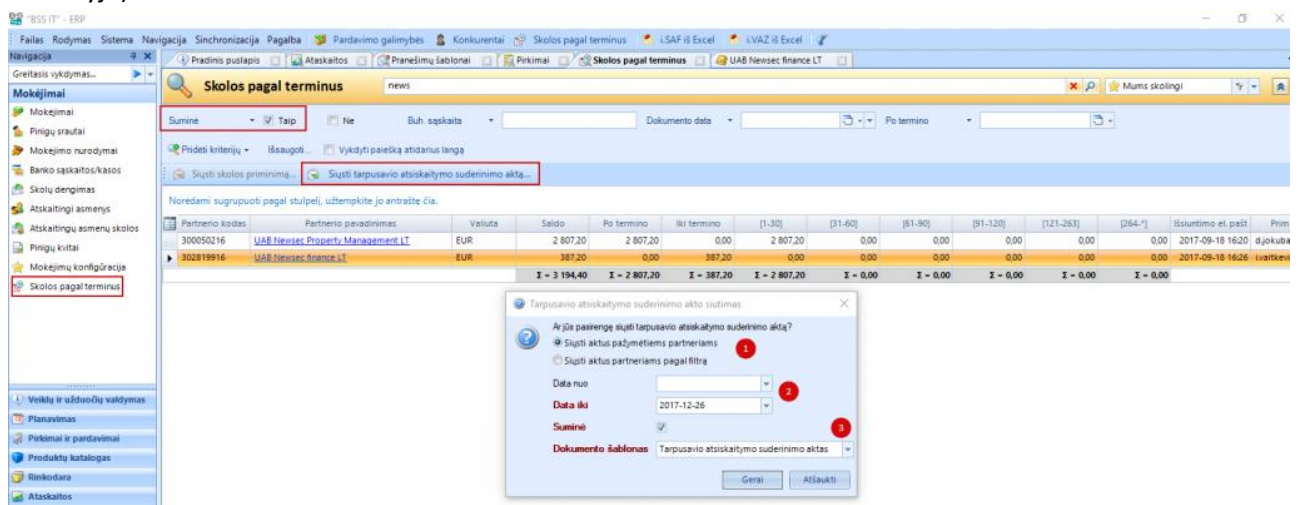 "BSS IT" - ERP
Failas Rodymas Sistema Navigacija Sinchronizacija Pagalba Pardavimo galimybės Konkurentai Skolos pagal terminus i.SAF iš Excel i.VAZ iš Excel
Navigacija
Pradinis puslapis Ataskaitos Pranešimų šablonai Pirkimai Skolos pagal terminus UAB Newsec finance LT
Greitasis vykdymas...
Skolos pagal terminus news Mums skolingi
Mokėjimai
Mokėjimai
Pinigų srautai
Mokėjimo nurodymai
Banko sąskaitos/kasos
Skolų dengimas
Atskaitingi asmenys
Atskaitingų asmenų skolos
Pinigų kvitai
Mokėjimų konfigūracija
Skolos pagal terminus
Veiklų ir užduočių valdymas
Planavimas
Pirkimai ir pardavimai
Produktų katalogas
Rinkodara
Ataskaitos
Suminė Taip Ne Buh. sąskaita Dokumento data Po termino
Pridėti kriterijų Išsaugoti... Vykdyti paiešką atidarius langą
Siųsti skolos priminimą... Siųsti tarpusavio atsiskaitymo suderinimo aktą...
Norėdami sugrupuoti pagal stulpelį, užtempkite jo antraštę čia.
Partnerio kodas Partnerio pavadinimas Valiuta Saldo Po termino Iki termino [1-30] [31-60] [61-90] [91-120] [121-263] [264-*] Išsiuntimo el. pašt Prim
300050216 UAB Newsec Property Management LT EUR 2 807,20 2 807,20 0,00 2 807,20 0,00 0,00 0,00 0,00 0,00 2017-09-18 16:20 d.jokuba
302819916 UAB Newsec finance LT EUR 387,20 0,00 387,20 0,00 0,00 0,00 0,00 0,00 0,00 2017-09-18 16:26 i.vaitkevi
Σ = 3 194,40 Σ = 2 807,20 Σ = 387,20 Σ = 2 807,20 Σ = 0,00 Σ = 0,00 Σ = 0,00 Σ = 0,00 Σ = 0,00
Tarpusavio atsiskaitymo suderinimo akto siutimas
Ar jūs pasirengę siųsti tarpusavio atsiskaitymo suderinimo aktą?
Siųsti aktus pažymėtiems partneriams
1
Siųsti aktus partneriams pagal filtrą
Data nuo
2
Data iki 2017-12-26
Suminė
3
Dokumento šablonas Tarpusavio atsiskaitymo suderinimo aktas
Gerai Atšaukti